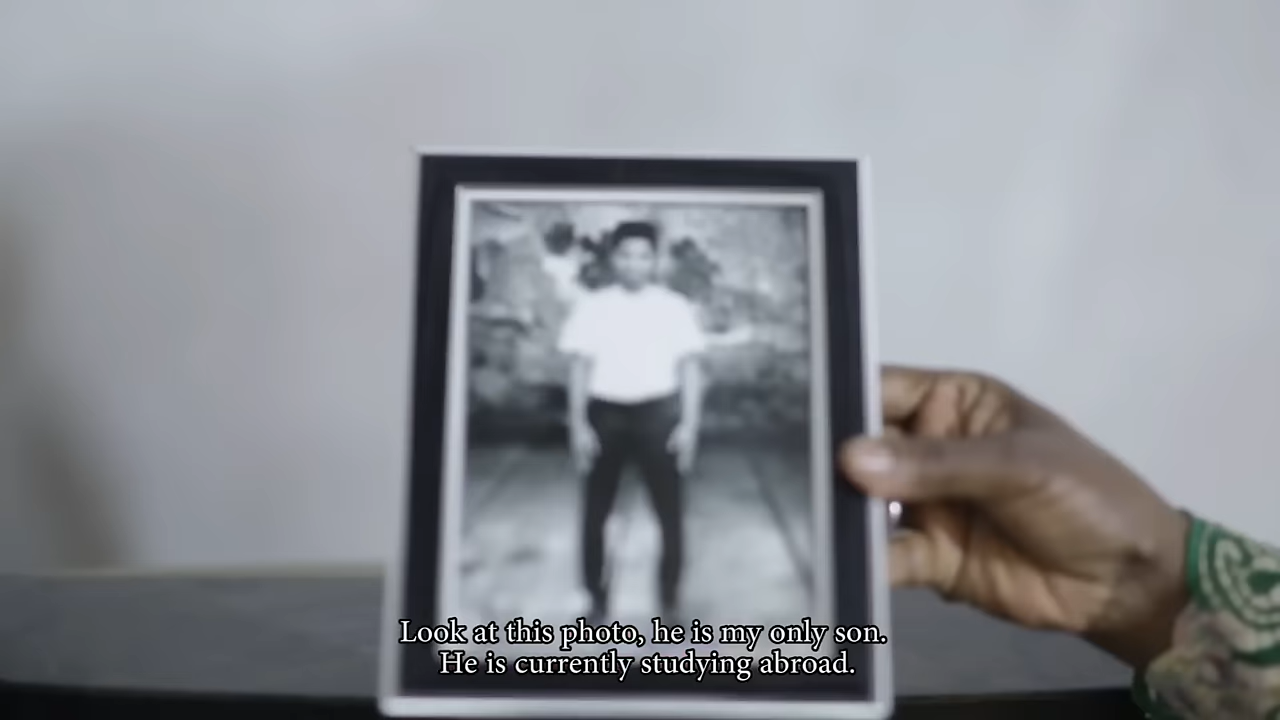 Look at this photo, he is my only son.
He is currently studying abroad.